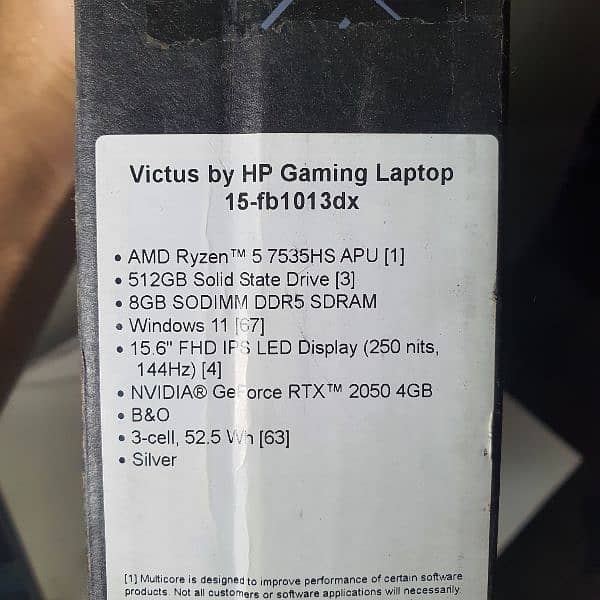 Victus by HP Gaming Laptop
15-fb1013dx
• AMD Ryzen™ 5 7535HS APU [1]
• 512GB Solid State Drive [3]
• 8GB SODIMM DDR5 SDRAM
• Windows 11 [67]
• 15.6" FHD IPS LED Display (250 nits,
144Hz) [4]
• NVIDIA® GeForce RTX™ 2050 4GB
• B&O
• 3-cell, 52.5 Wh [63]
• Silver
[1] Multicore is designed to improve performance of certain software
products. Not all customers or software applications will necessarily